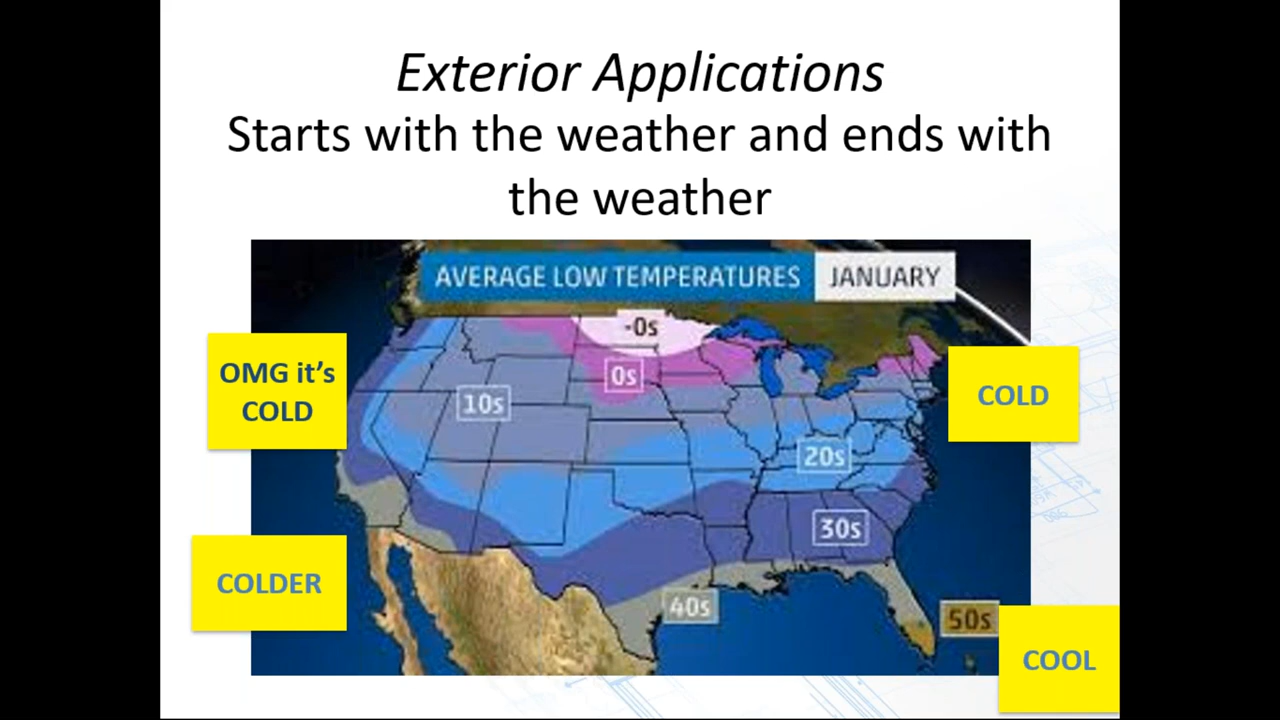 Exterior Applications
Starts with the weather and ends with
the weather
AVERAGE LOW TEMPERATURES JANUARY
-0s
OMG it's
COLD
0s
COLD
10s
20s
30s
COLDER
40s
50s
COOL